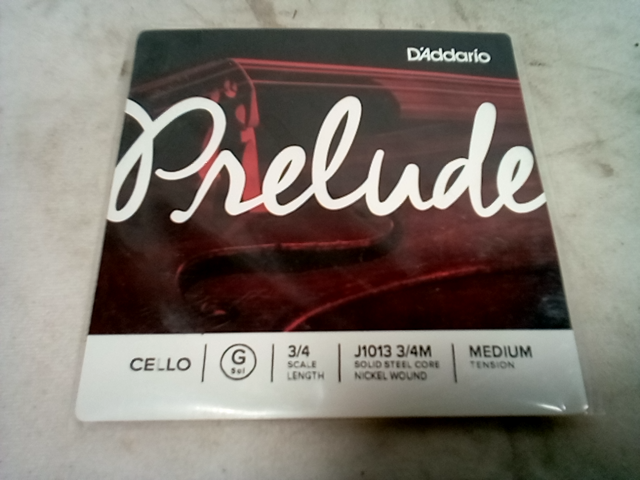 D'Addario
Prelude
CELLO
G
Sol
3/4
SCALE
LENGTH
J1013 3/4M
SOLID STEEL CORE
NICKEL WOUND
MEDIUM
TENSION